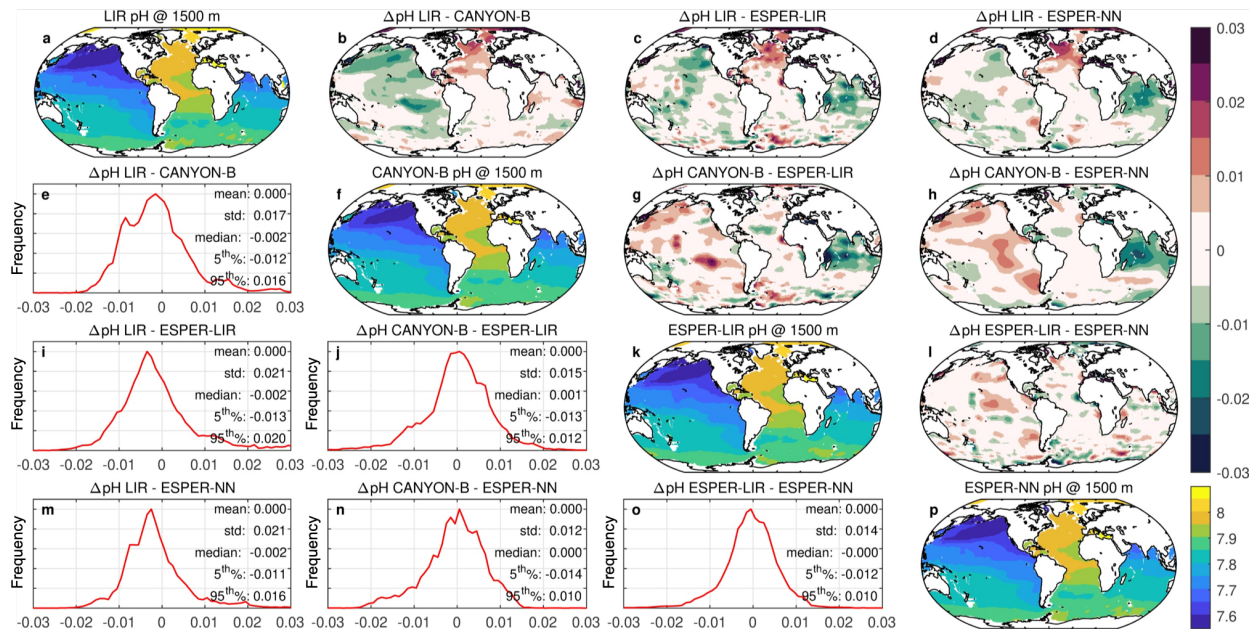 LIR pH @ 1500 m
ΔpH LIR - CANYON-B
ΔpH LIR - ESPER-LIR
ΔpH LIR - ESPER-NN
a
b
c
d
0.03
0.02
0.01
0
-0.01
-0.02
-0.03
ΔpH LIR - CANYON-B
e
Frequency
mean: 0.000
std: 0.017
median: -0.002
5th%: -0.012
95th%: 0.016
-0.03 -0.02 -0.01 0 0.01 0.02 0.03
CANYON-B pH @ 1500 m
f
ΔpH CANYON-B - ESPER-LIR
g
ΔpH CANYON-B - ESPER-NN
h
ΔpH LIR - ESPER-LIR
i
Frequency
mean: 0.000
std: 0.021
median: -0.002
5th%: -0.013
95th%: 0.020
-0.03 -0.02 -0.01 0 0.01 0.02 0.03
ΔpH CANYON-B - ESPER-LIR
j
mean: 0.000
std: 0.015
median: 0.001
5th%: -0.013
95th%: 0.012
-0.03 -0.02 -0.01 0 0.01 0.02 0.03
ESPER-LIR pH @ 1500 m
k
ΔpH ESPER-LIR - ESPER-NN
l
ΔpH LIR - ESPER-NN
m
Frequency
mean: 0.000
std: 0.021
median: -0.002
5th%: -0.011
95th%: 0.016
-0.03 -0.02 -0.01 0 0.01 0.02 0.03
ΔpH CANYON-B - ESPER-NN
n
mean: 0.000
std: 0.012
median: 0.000
5th%: -0.014
95th%: 0.010
-0.03 -0.02 -0.01 0 0.01 0.02 0.03
ΔpH ESPER-LIR - ESPER-NN
o
mean: 0.000
std: 0.014
median: -0.000
5th%: -0.012
95th%: 0.010
-0.03 -0.02 -0.01 0 0.01 0.02 0.03
ESPER-NN pH @ 1500 m
p
8
7.9
7.8
7.7
7.6